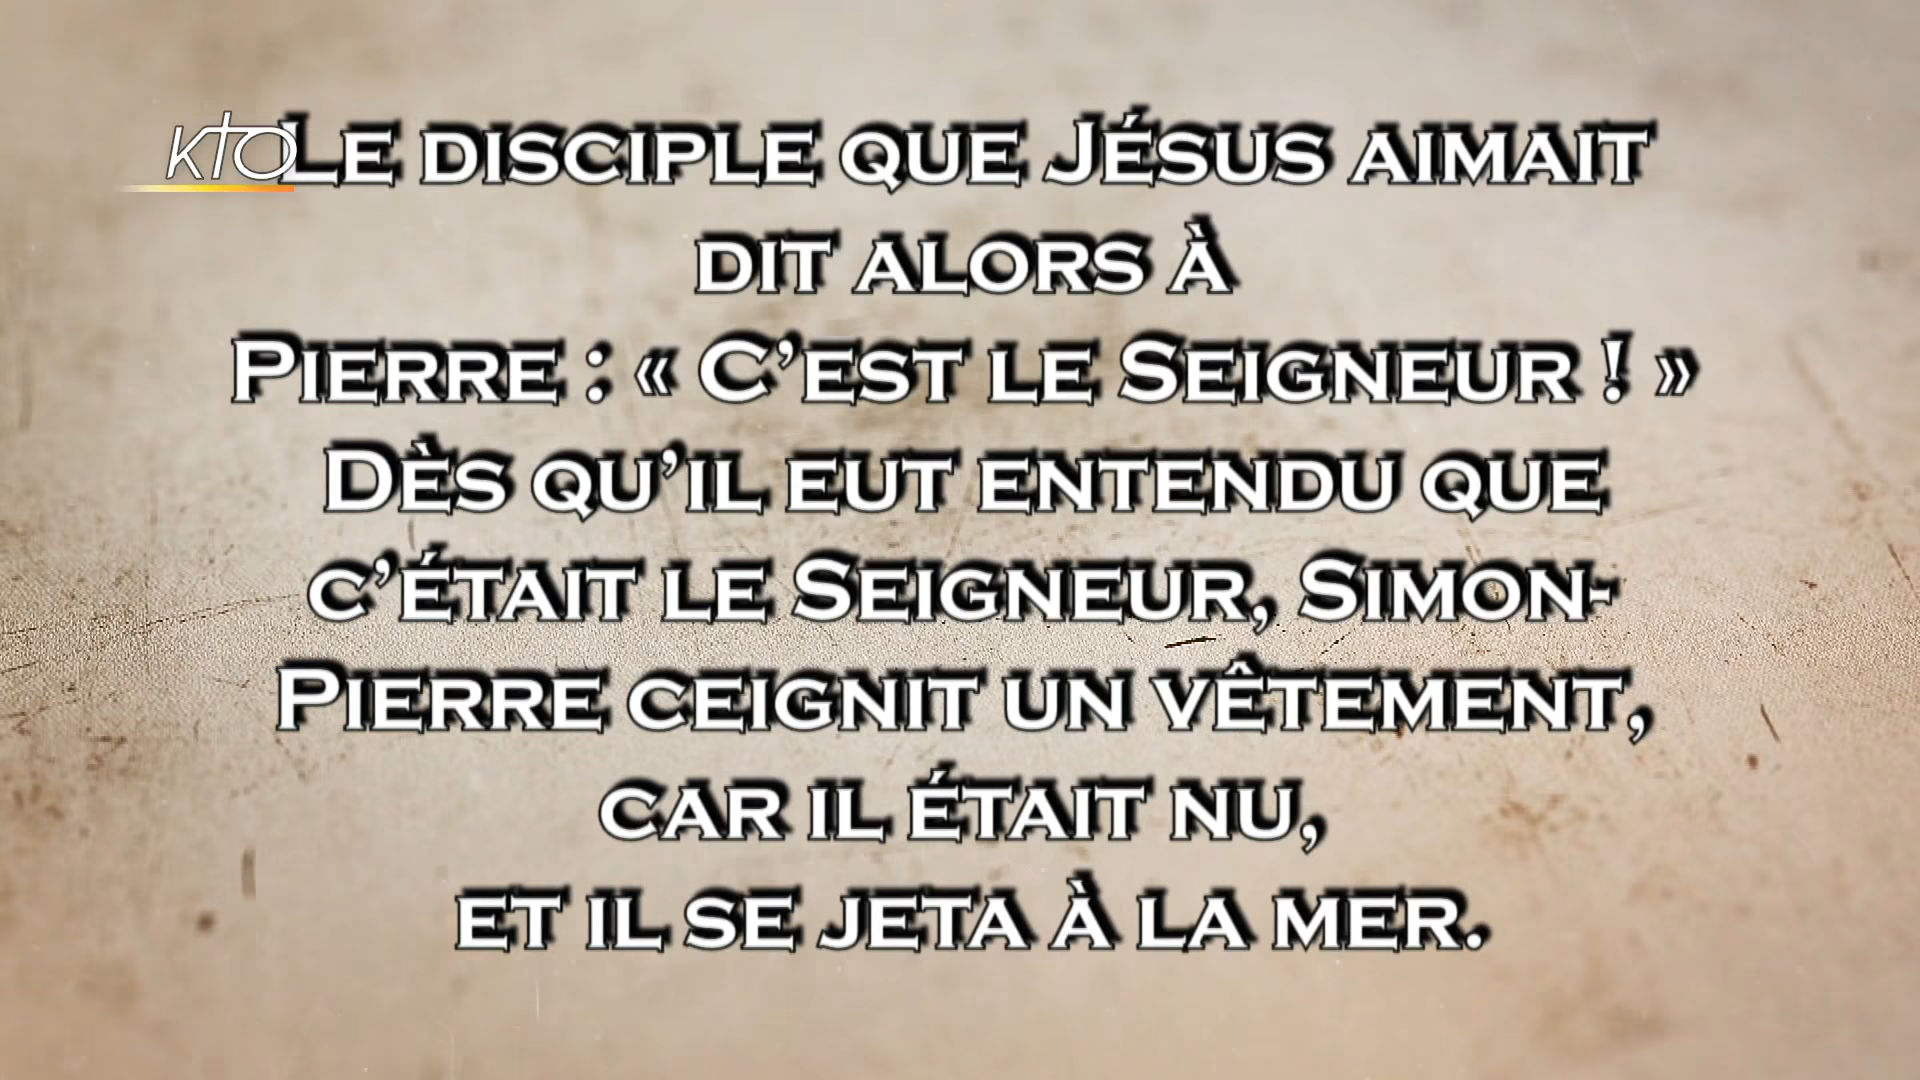 KTO
Le disciple que Jésus aimait
dit alors à
Pierre : « C’est le Seigneur ! »
Dès qu’il eut entendu que
c’était le Seigneur, Simon-
Pierre ceignit un vêtement,
car il était nu,
et il se jeta à la mer.